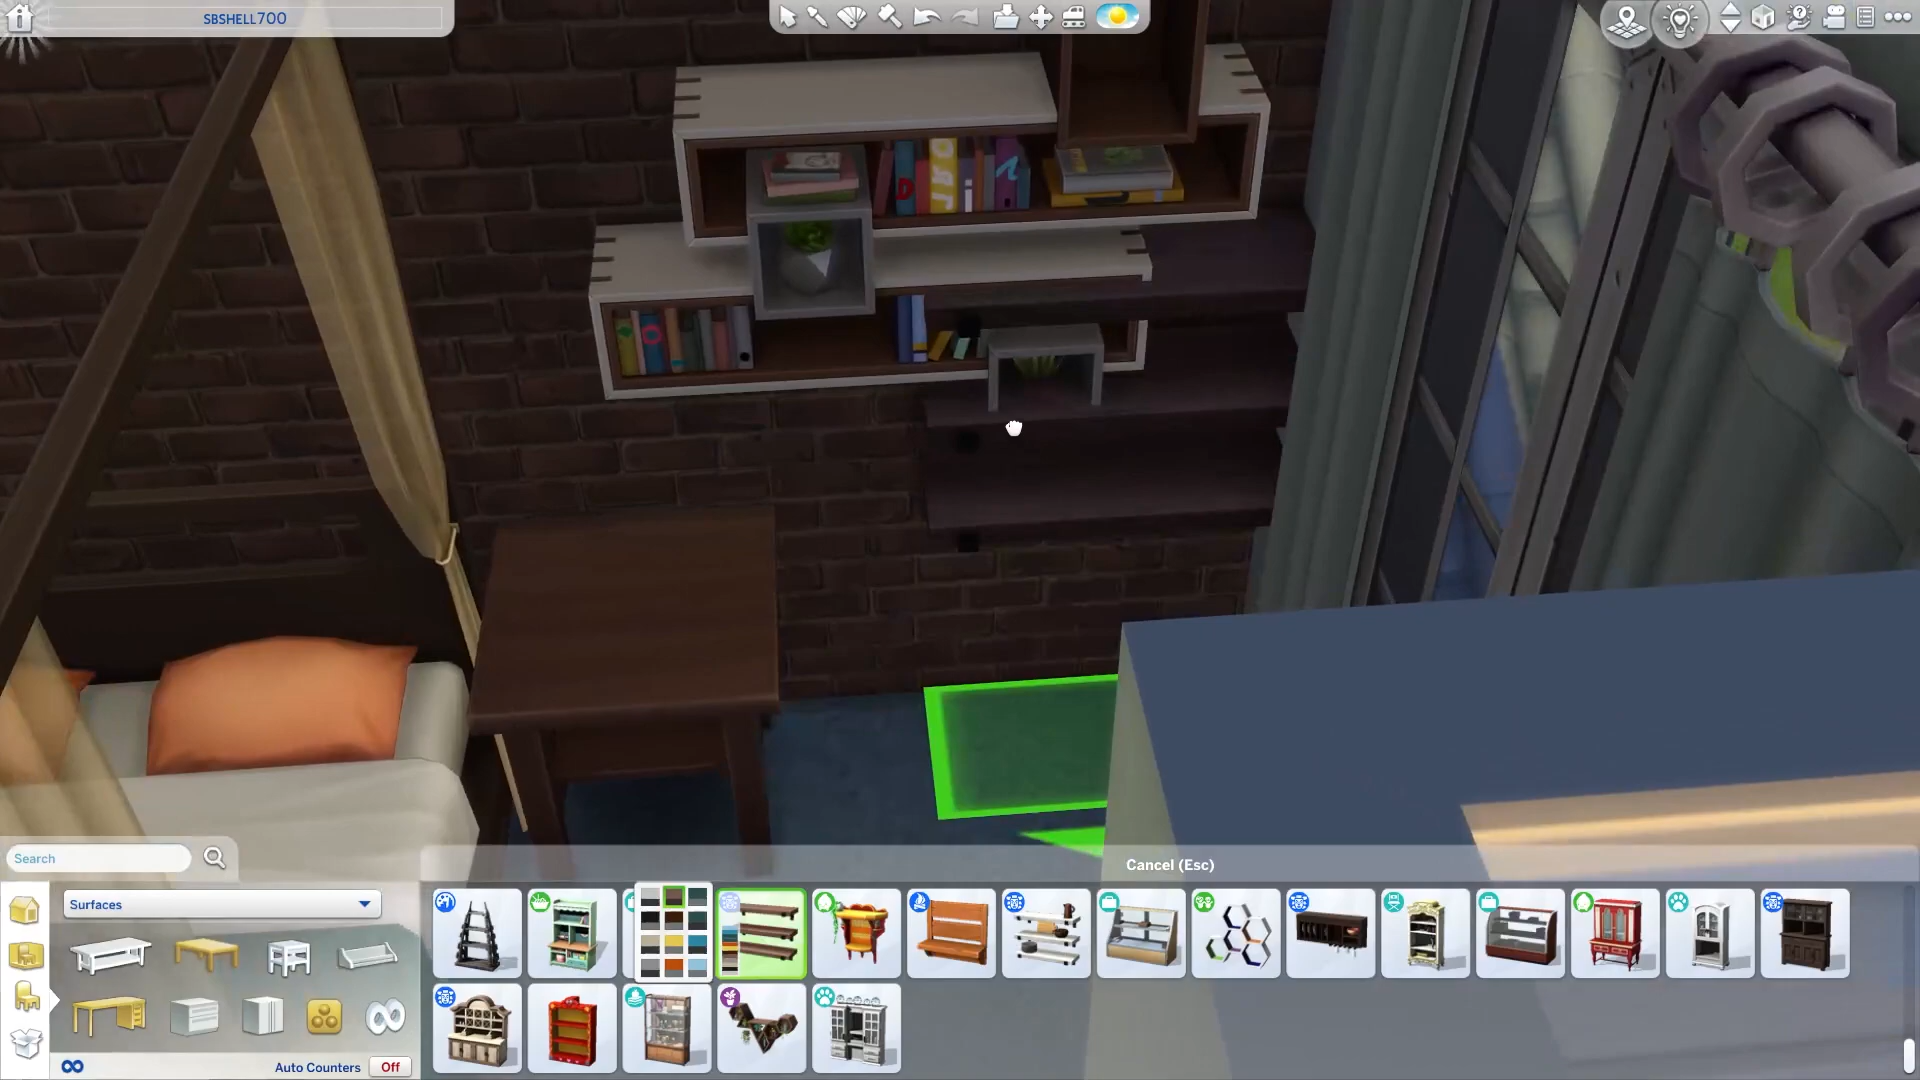 SBSHELL700
Cancel (Esc)
Search
Surfaces
Auto Counters
Off